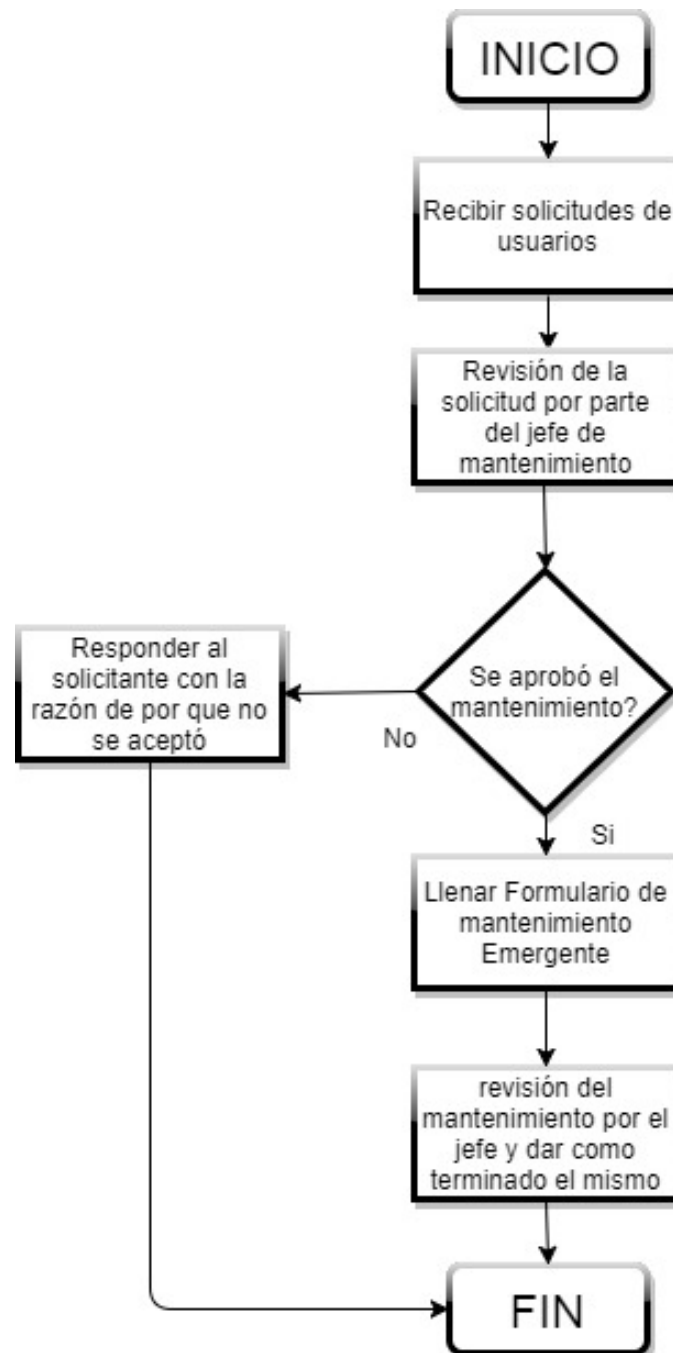 INICIO
Recibir solicitudes de
usuarios
Revisión de la
solicitud por parte
del jefe de
mantenimiento
Se aprobó el
mantenimiento?
Responder al
solicitante con la
razón de por que no
se aceptó
No
Si
Llenar Formulario de
mantenimiento
Emergente
revisión del
mantenimiento por el
jefe y dar como
terminado el mismo
FIN